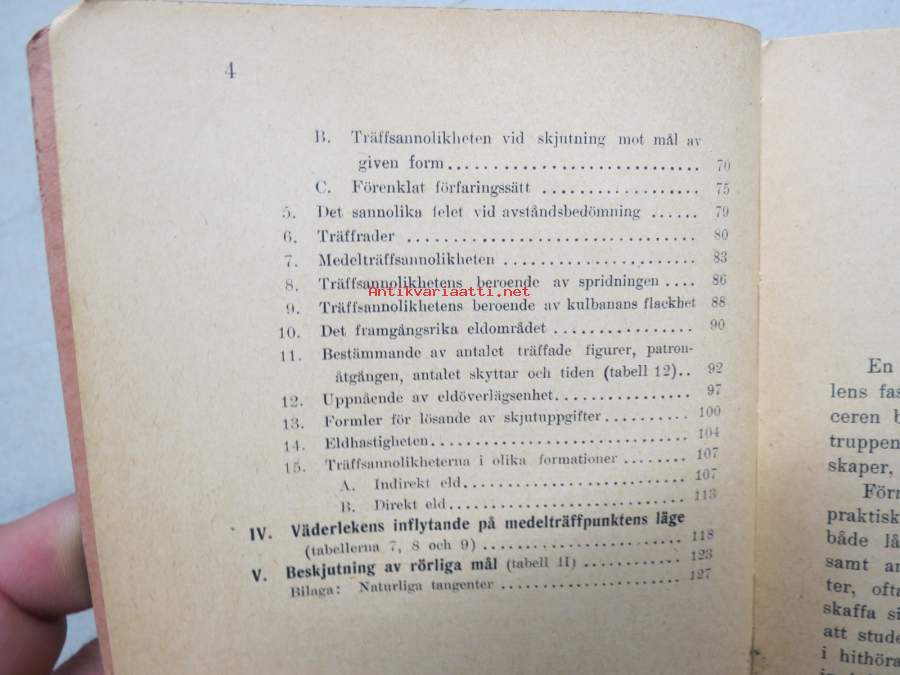 4
B. Träffsannolikheten vid skjutning mot mål av
given form.............................. 70
C. Förenklat förfaringssätt ................... 75
5. Det sannolika felet vid avståndsbedömning ...... 79
6. Träffrader .................................. 80
7. Medelträffsannolikheten ........................ 83
8. Träffsannolikhetens beroende av spridningen .... 86
Antikvariaatti.net
9. Träffsannolikhetens beroende av kulbanans flackhet 88
10. Det framgångsrika eldområdet ................. 90
11. Bestämmande av antalet träffade figurer, patron-
åtgången, antalet skyttar och tiden (tabell 12).. 92
12. Uppnående av eldöverlägsenhet................. 97
13. Formler för lösande av skjutuppgifter ............ 100
14. Eldhastigheten................................. 104
15. Träffsannolikheterna i olika formationer ........ 107
A. Indirekt eld.............................. 107
B. Direkt eld ............................... 113
IV. Väderlekens inflytande på medelträffpunktens läge
(tabellerna 7, 8 och 9) ........................ 118
V. Beskjutning av rörliga mål (tabell 11) ............ 123
Bilaga: Naturliga tangenter ...................... 127
En
lens fas
ceren b
truppen
skaper,
Förr
praktisk
både lå
samt an
ter, ofta
skaffa si
att stude
i hithöra